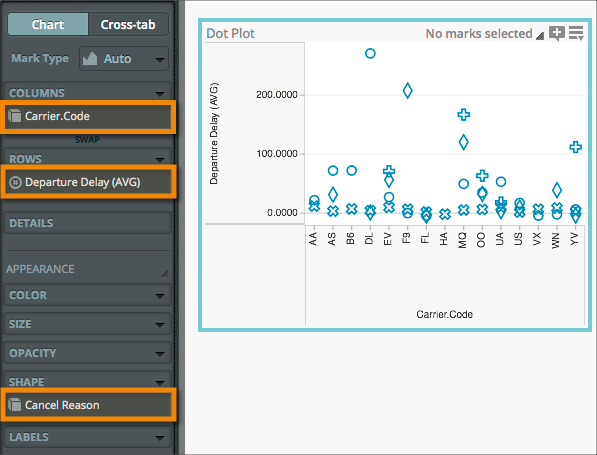 Chart
Cross-tab
Mark Type
Auto
COLUMNS
Carrier.Code
SWAP
ROWS
Departure Delay (AVG)
DETAILS
APPEARANCE
COLOR
SIZE
OPACITY
SHAPE
Cancel Reason
LABELS
Dot Plot
No marks selected
Departure Delay (AVG)
200.0000
100.0000
0.0000
AA
AS
B6
DL
EV
F9
FL
HA
MQ
OO
UA
US
VX
WN
YV
Carrier.Code